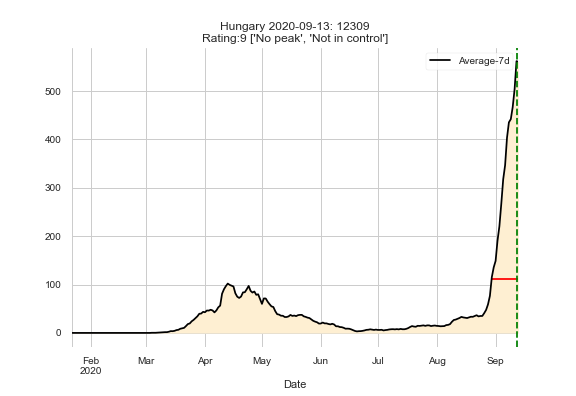 Hungary 2020-09-13: 12309
Rating:9 ['No peak', 'Not in control']
Average-7d
500
400
300
200
100
0
Feb Mar Apr May Jun Jul Aug Sep
2020
Date